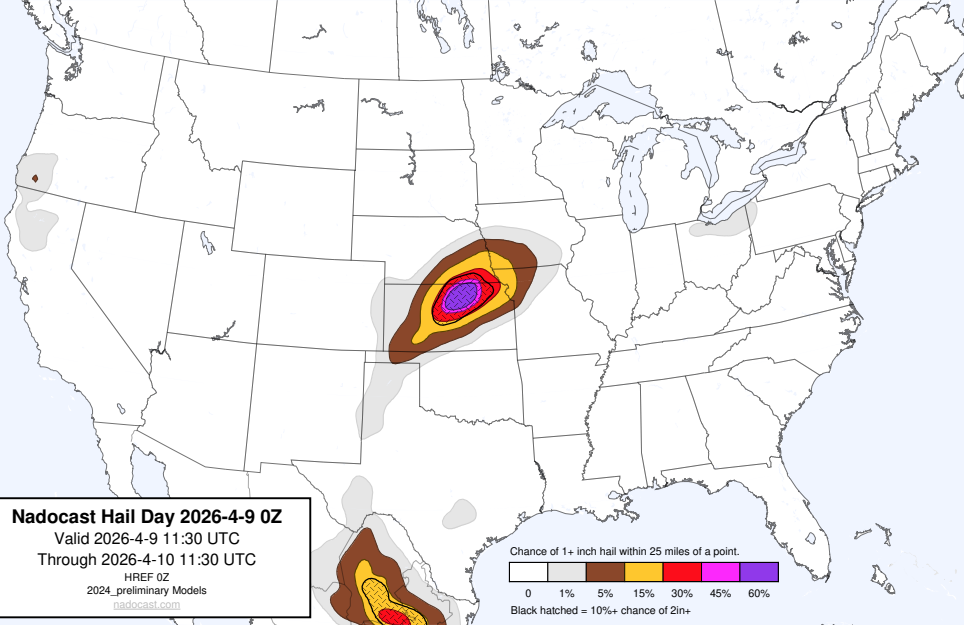 Nadocast Hail Day 2026-4-9 0Z
Valid 2026-4-9 11:30 UTC
Through 2026-4-10 11:30 UTC
HREF 0Z
2024_preliminary Models
nadocast.com
Chance of 1+ inch hail within 25 miles of a point.
0 1% 5% 15% 30% 45% 60%
Black hatched = 10%+ chance of 2in+